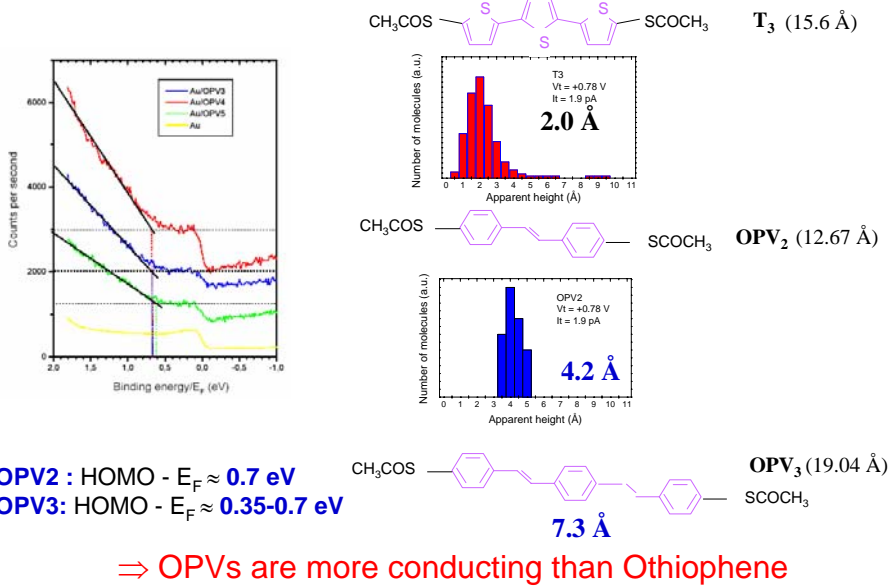 CH3COS
S
S
S
SCOCH3
T3 (15.6 Å)
Counts per second
6000
4000
2000
0
Au/OPV3
Au/OPV4
Au/OPV5
Au
2,0 1,5 1,0 0,5 0,0 -0,5 -1,0
Binding energy/EF (eV)
Number of molecules (a.u.)
T3
Vt = +0.78 V
It = 1.9 pA
2.0 Å
0 1 2 3 4 5 6 7 8 9 10 11
Apparent height (Å)
CH3COS
SCOCH3
OPV2 (12.67 Å)
Number of molecules (a.u.)
OPV2
Vt = +0.78 V
It = 1.9 pA
4.2 Å
0 1 2 3 4 5 6 7 8 9 10 11
Apparent height (Å)
OPV2 : HOMO - EF ≈ 0.7 eV
OPV3: HOMO - EF ≈ 0.35-0.7 eV
CH3COS
SCOCH3
OPV3 (19.04 Å)
7.3 Å
⇒ OPVs are more conducting than Othiophene